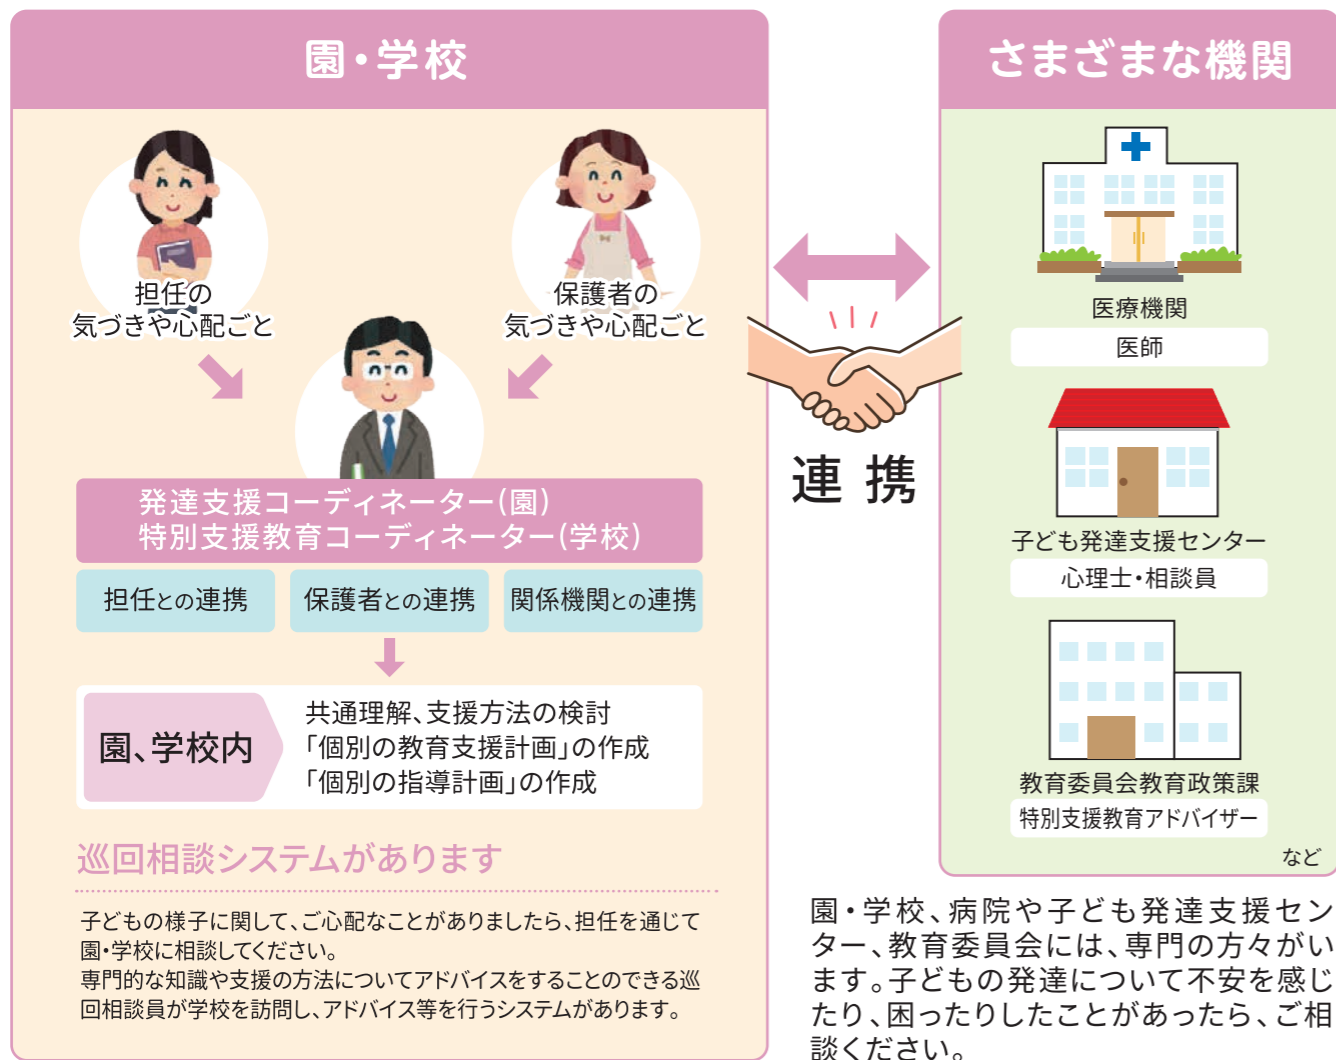 園・学校
担任の
気づきや心配ごと
保護者の
気づきや心配ごと
発達支援コーディネーター(園)
特別支援教育コーディネーター(学校)
担任との連携
保護者との連携
関係機関との連携
園、学校内
共通理解、支援方法の検討
「個別の教育支援計画」の作成
「個別の指導計画」の作成
巡回相談システムがあります
子どもの様子に関して、ご心配なことがありましたら、担任を通じて
園・学校に相談してください。
専門的な知識や支援の方法についてアドバイスをすることのできる巡
回相談員が学校を訪問し、アドバイス等を行うシステムがあります。
連携
さまざまな機関
医療機関
医師
子ども発達支援センター
心理士・相談員
教育委員会教育政策課
特別支援教育アドバイザー
など
園・学校、病院や子ども発達支援セン
ター、教育委員会には、専門の方々がい
ます。子どもの発達について不安を感じ
たり、困ったりしたことがあったら、ご相
談ください。